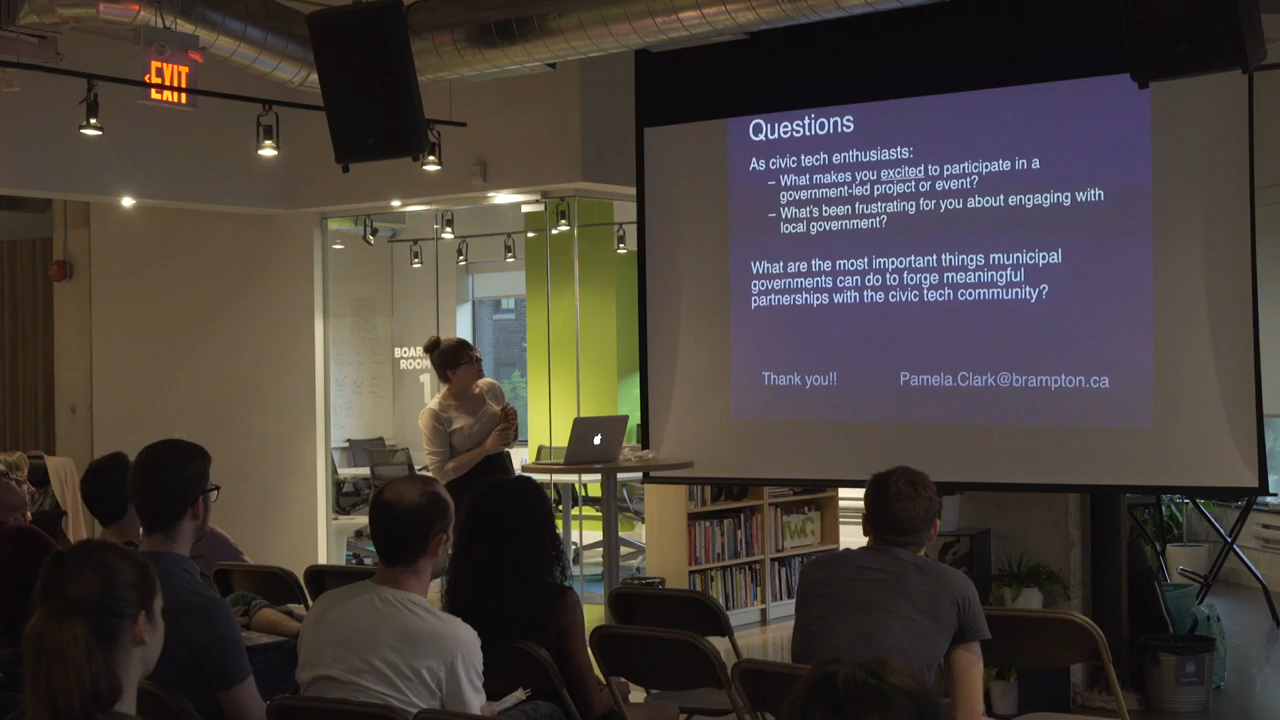 EXIT
Questions
As civic tech enthusiasts:
– What makes you excited to participate in a
government-led project or event?
– What's been frustrating for you about engaging with
local government?
What are the most important things municipal
governments can do to forge meaningful
partnerships with the civic tech community?
Thank you!! Pamela.Clark@brampton.ca
BOAR
ROOM
1